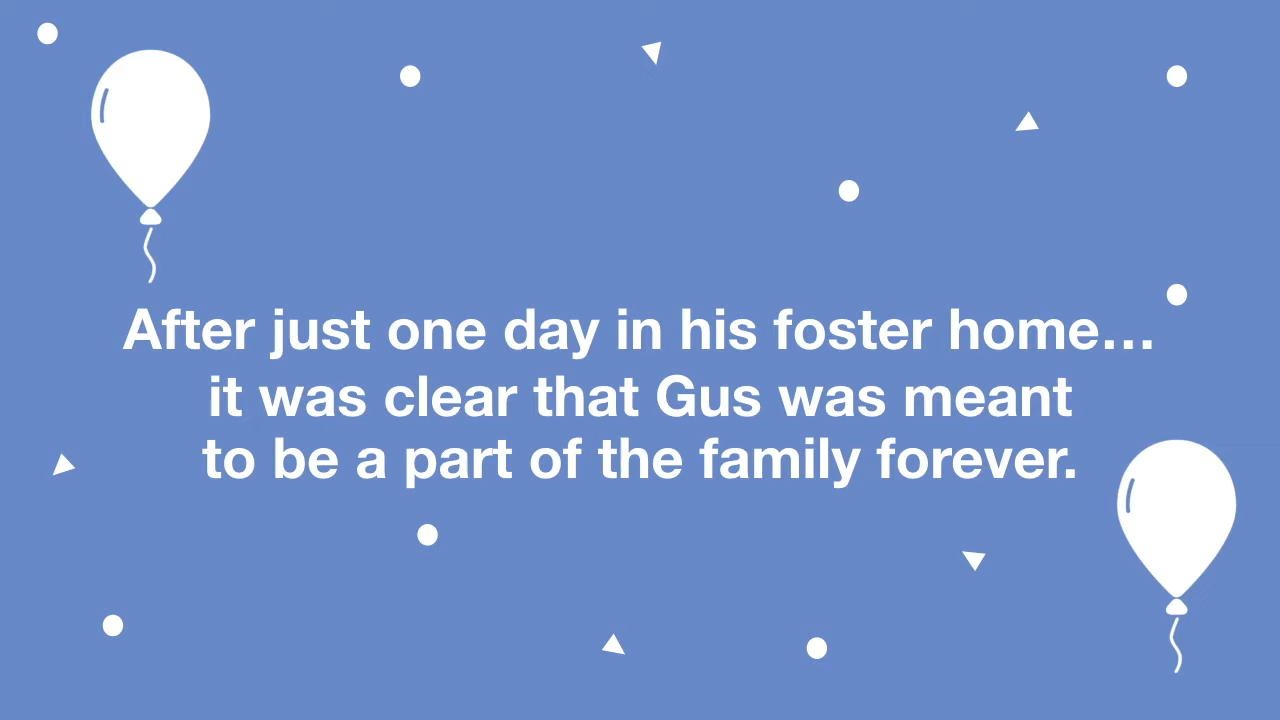 After just one day in his foster home…
it was clear that Gus was meant
to be a part of the family forever.